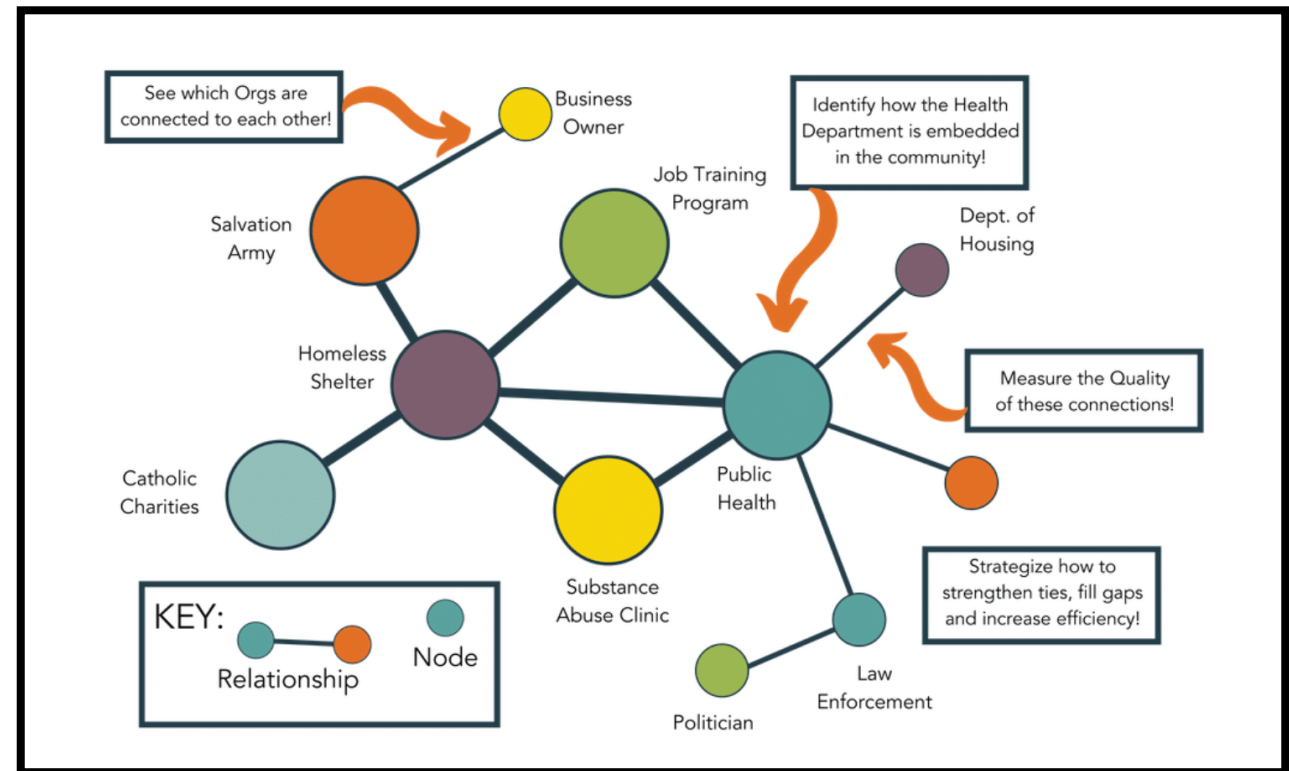 See which Orgs are
connected to each other!
Business
Owner
Identify how the Health
Department is embedded
in the community!
Job Training
Program
Salvation
Army
Dept. of
Housing
Homeless
Shelter
Measure the Quality
of these connections!
Catholic
Charities
Public
Health
Substance
Abuse Clinic
Strategize how to
strengthen ties, fill gaps
and increase efficiency!
KEY:
Relationship
Node
Law
Enforcement
Politician